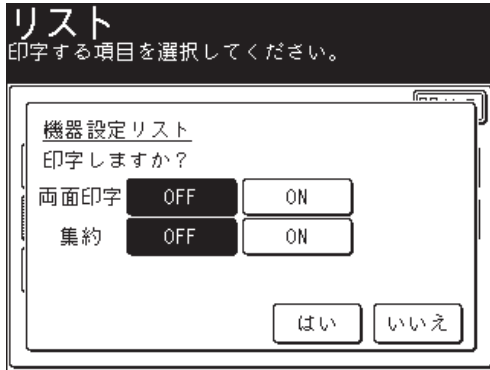 リスト
印字する項目を選択してください。
機器設定リスト
印字しますか？
両面印字 OFF ON
集約 OFF ON
はい いいえ